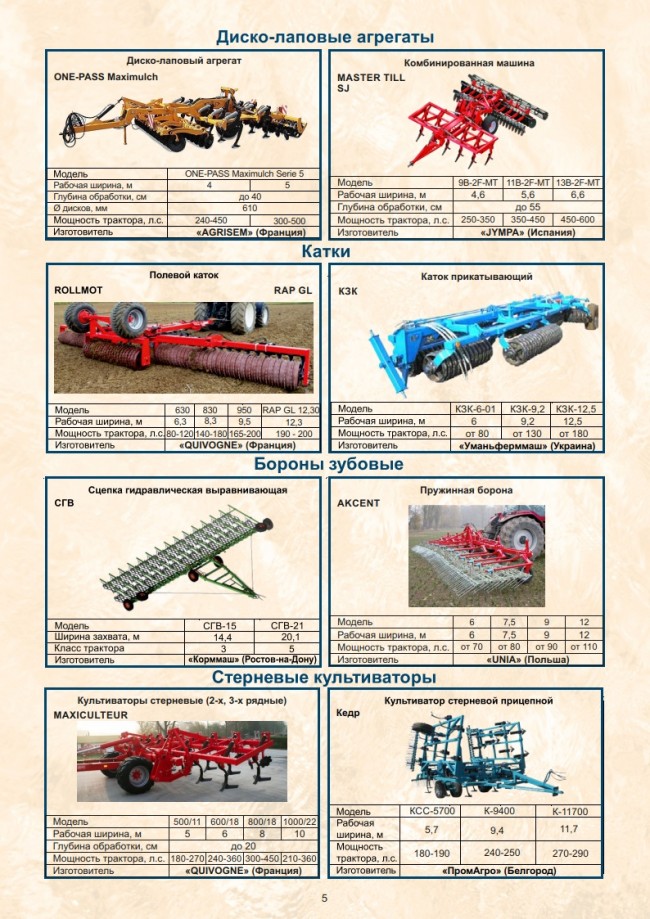 Диско-лаповые агрегаты
Диско-лаповый агрегат
ONE-PASS Maximulch
Модель ONE-PASS Maximulch Serie 5
Рабочая ширина, м 4 5
Глубина обработки, см до 40
Ø дисков, мм 610
Мощность трактора, л.с. 240-450 300-500
Изготовитель «AGRISEM» (Франция)
Комбинированная машина
MASTER TILL
SJ
Модель 9B-2F-MT 11B-2F-MT 13B-2F-MT
Рабочая ширина, м 4,6 5,6 6,6
Глубина обработки, см до 55
Мощность трактора, л.с. 250-350 350-450 450-600
Изготовитель «JYMPA» (Испания)
Катки
Полевой каток
ROLLMOT RAP GL
Модель 630 830 950 RAP GL 12,30
Рабочая ширина, м 6,3 8,3 9,5 12,3
Мощность трактора, л.с. 80-120 140-180 165-200 190 - 200
Изготовитель «QUIVOGNE» (Франция)
Каток прикатывающий
КЗК
Модель КЗК-6-01 КЗК-9,2 КЗК-12,5
Рабочая ширина, м 6 9,2 12,5
Мощность трактора, л.с. от 80 от 130 от 180
Изготовитель «Уманьферммаш» (Украина)
Бороны зубовые
Сцепка гидравлическая выравнивающая
СГВ
Модель СГВ-15 СГВ-21
Ширина захвата, м 14,4 20,1
Класс трактора 3 5
Изготовитель «Кормаш» (Ростов-на-Дону)
Пружинная борона
AKCENT
Модель 6 7,5 9 12
Рабочая ширина, м 6 7,5 9 12
Мощность трактора, л.с. от 70 от 80 от 90 от 110
Изготовитель «UNIA» (Польша)
Стерневые культиваторы
Культиваторы стерневые (2-х, 3-х рядные)
MAXICULTEUR
Модель 500/11 600/18 800/18 1000/22
Рабочая ширина, м 5 6 8 10
Глубина обработки, см до 20
Мощность трактора, л.с. 180-270 240-360 300-450 210-360
Изготовитель «QUIVOGNE» (Франция)
Культиватор стерневой прицепной
Кедр
Модель КСС-5700 К-9400 К-11700
Рабочая
ширина, м 5,7 9,4 11,7
Мощность
трактора, л.с. 180-190 240-250 270-290
Изготовитель «ПромАгро» (Белгород)
5